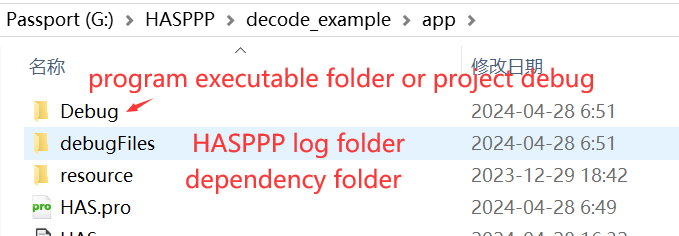 Passport (G:) > HASPPP > decode_example > app >
名称 修改日期
program executable folder or project debug
Debug 2024-04-28 6:51
debugFiles HASPPP log folder 2024-04-28 6:51
resource dependency folder 2023-12-29 18:42
pro HAS.pro 2024-04-28 6:49